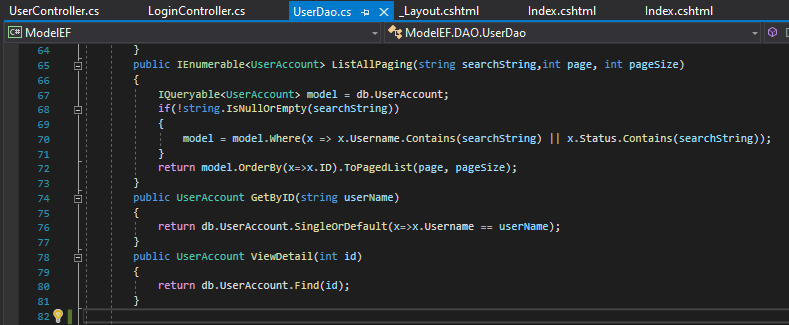 UserController.cs LoginController.cs UserDao.cs _Layout.cshtml Index.cshtml Index.cshtml
C# ModelEF ModelEF.DAO.UserDao
64 }
65 public IEnumerable<UserAccount> ListAllPaging(string searchString,int page, int pageSize)
66 {
67 IQueryable<UserAccount> model = db.UserAccount;
68 if(!string.IsNullOrEmpty(searchString))
69 {
70 model = model.Where(x => x.Username.Contains(searchString) || x.Status.Contains(searchString));
71 }
72 return model.OrderBy(x=>x.ID).ToPagedList(page, pageSize);
73 }
74 public UserAccount GetByID(string userName)
75 {
76 return db.UserAccount.SingleOrDefault(x=>x.Username == userName);
77 }
78 public UserAccount ViewDetail(int id)
79 {
80 return db.UserAccount.Find(id);
81 }
82